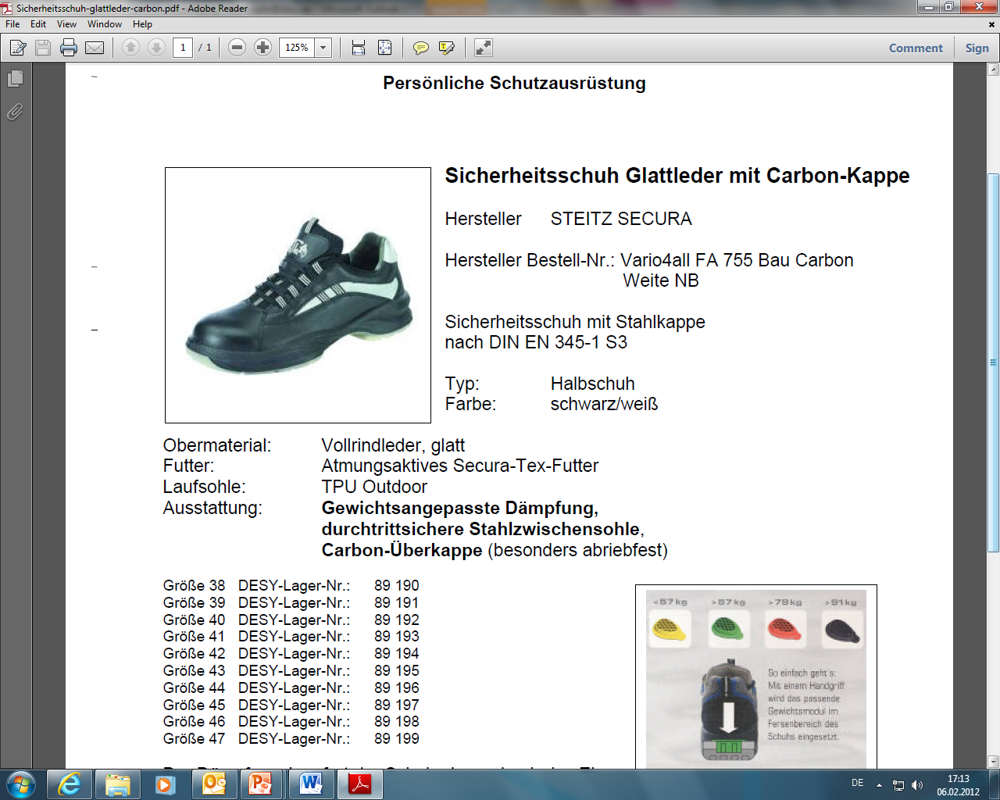 Sicherheitsschuh-glattleder-carbon.pdf - Adobe Reader
File Edit View Window Help
1 / 1 125% Comment Sign
Persönliche Schutzausrüstung
Sicherheitsschuh Glattleder mit Carbon-Kappe
Hersteller STEITZ SECURA
Hersteller Bestell-Nr.: Vario4all FA 755 Bau Carbon
Weite NB
Sicherheitsschuh mit Stahlkappe
nach DIN EN 345-1 S3
Typ: Halbschuh
Farbe: schwarz/weiß
Obermaterial: Vollrindleder, glatt
Futter: Atmungsaktives Secura-Tex-Futter
Laufsohle: TPU Outdoor
Ausstattung: Gewichtsangepasste Dämpfung,
durchtrittsichere Stahlzwischensohle,
Carbon-Überkappe (besonders abriebfest)
Größe 38 DESY-Lager-Nr.: 89 190
Größe 39 DESY-Lager-Nr.: 89 191
Größe 40 DESY-Lager-Nr.: 89 192
Größe 41 DESY-Lager-Nr.: 89 193
Größe 42 DESY-Lager-Nr.: 89 194
Größe 43 DESY-Lager-Nr.: 89 195
Größe 44 DESY-Lager-Nr.: 89 196
Größe 45 DESY-Lager-Nr.: 89 197
Größe 46 DESY-Lager-Nr.: 89 198
Größe 47 DESY-Lager-Nr.: 89 199
<57kg >57kg >79kg >91kg
So einfach geht's:
Mit einem Handgriff
wird das passende
Gewichtsmodul im
Fersenbereich des
Schuhs eingesetzt.
DE 17:13
06.02.2012